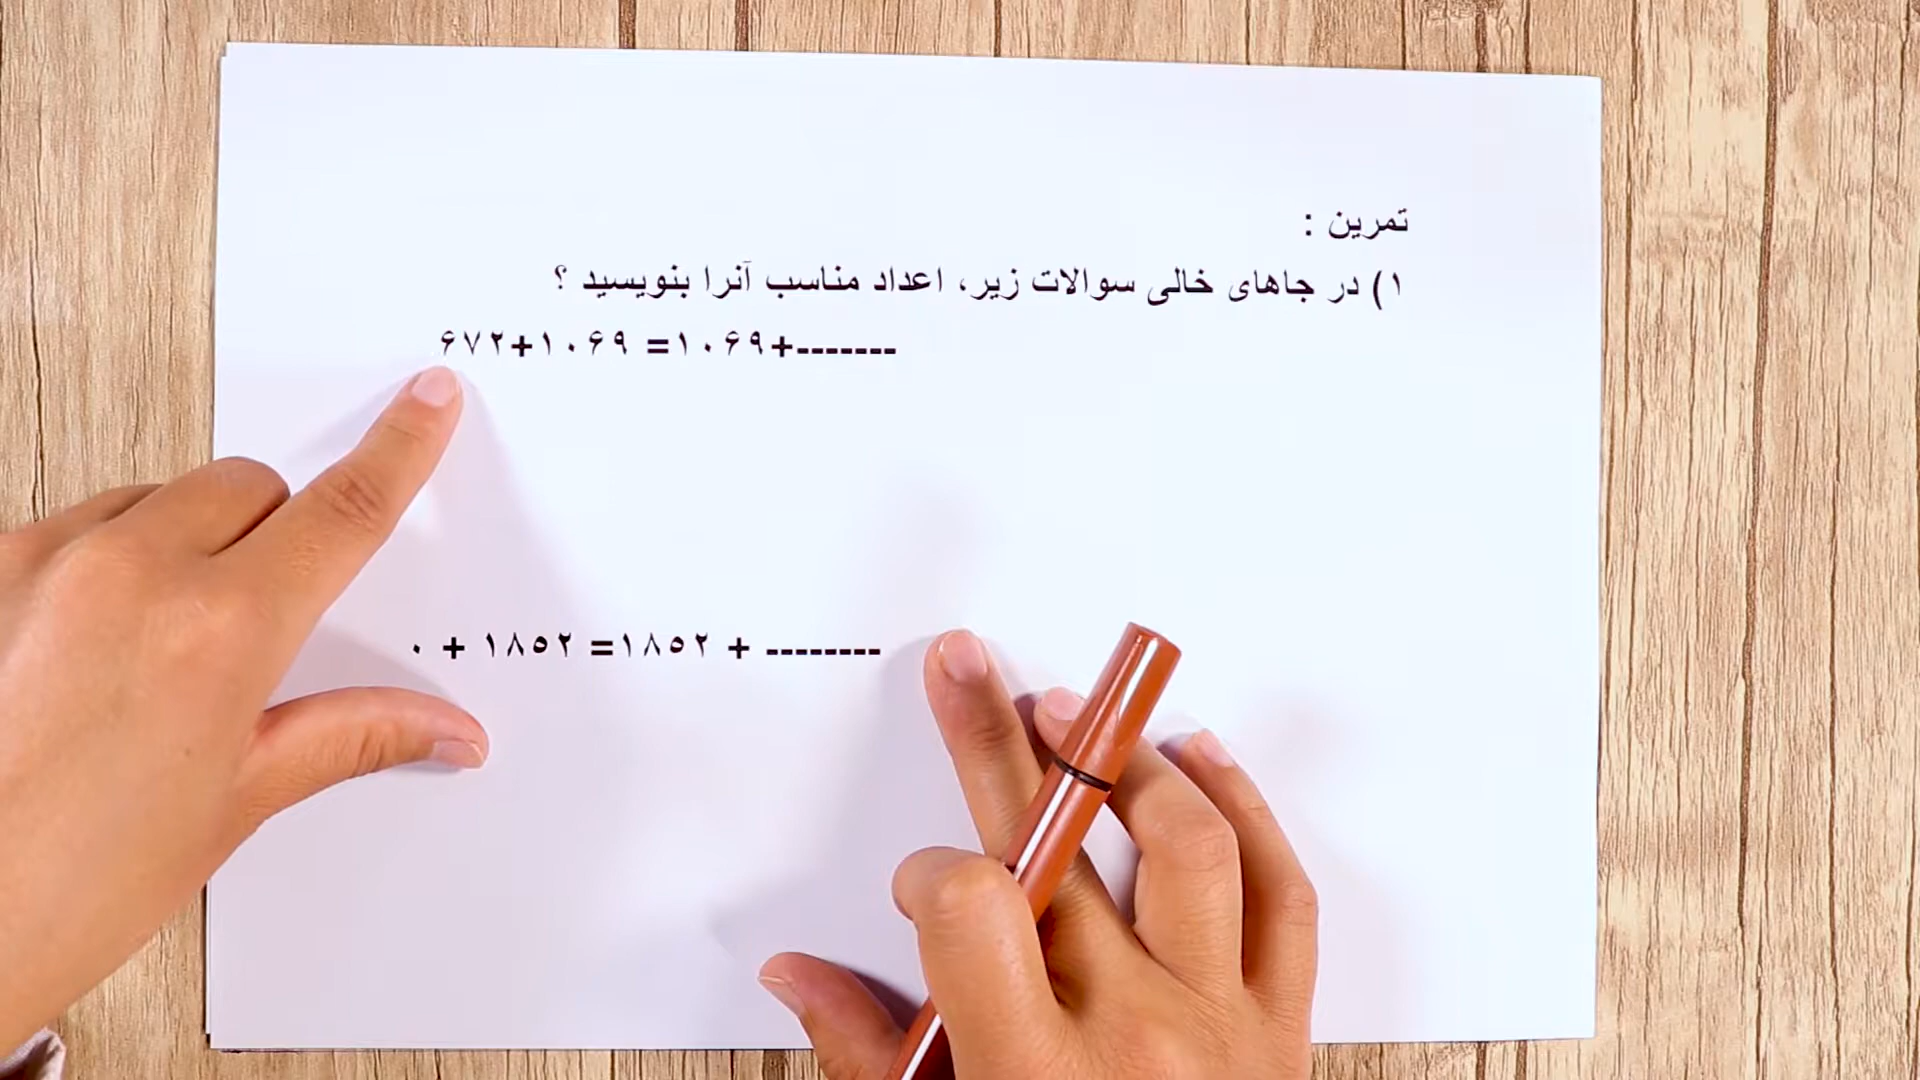 تمرین :
۱) در جاهای خالی سوالات زیر، اعداد مناسب آنرا بنویسید ؟
۶۷۲+۱۰۶۹ =۱۰۶۹+-------
۰ + ۱۸۵۲ =۱۸۵۲ + --------